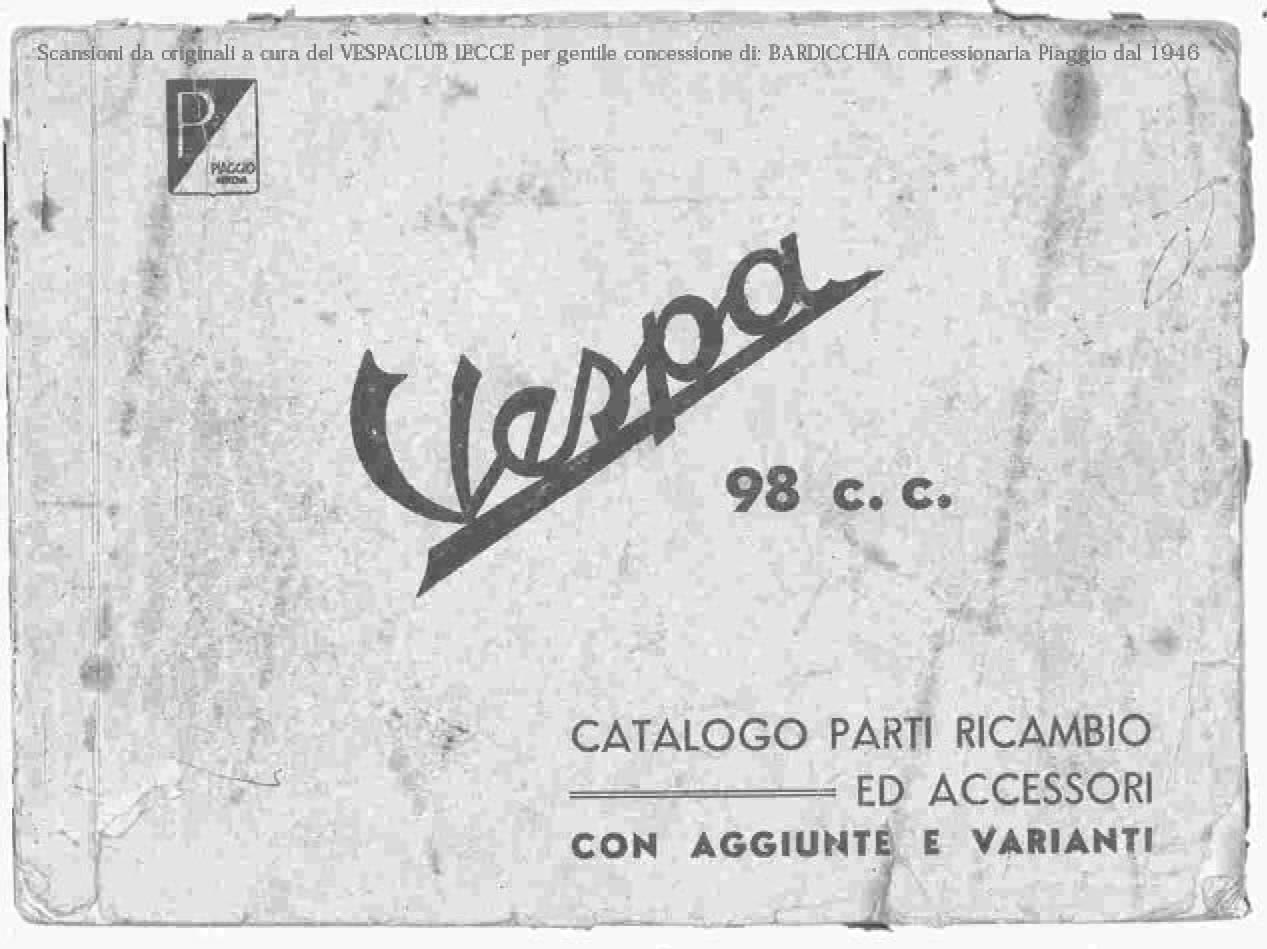 Scansioni da originali a cura del VESPACLUB LECCE per gentile concessione di: BARDICCHIA concessionaria Piaggio dal 1946
P
PIAGGIO
GENOVA
Vespa
98 c. c.
CATALOGO PARTI RICAMBIO
ED ACCESSORI
CON AGGIUNTE E VARIANTI